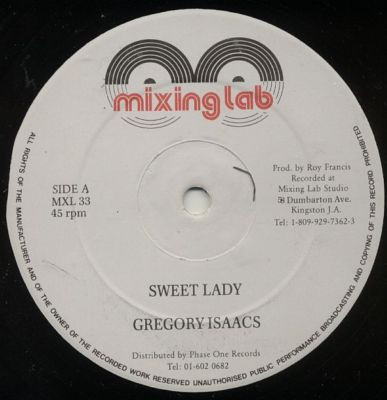 mixing lab
SIDE A
MXL 33
45 rpm
Prod. by Roy Francis
Recorded at
Mixing Lab Studio
Dumbarton Ave.
Kingston J.A.
Tel: 1-809-929-7362-3
SWEET LADY
GREGORY ISAACS
Distributed by Phase One Records
Tel: 01-602 0682
ALL RIGHTS OF THE MANUFACTURER AND OF THE OWNER OF THE RECORDED WORK RESERVED UNAUTHORISED PUBLIC PERFORMANCE BROADCASTING AND COPYING OF THIS RECORD PROHIBITED